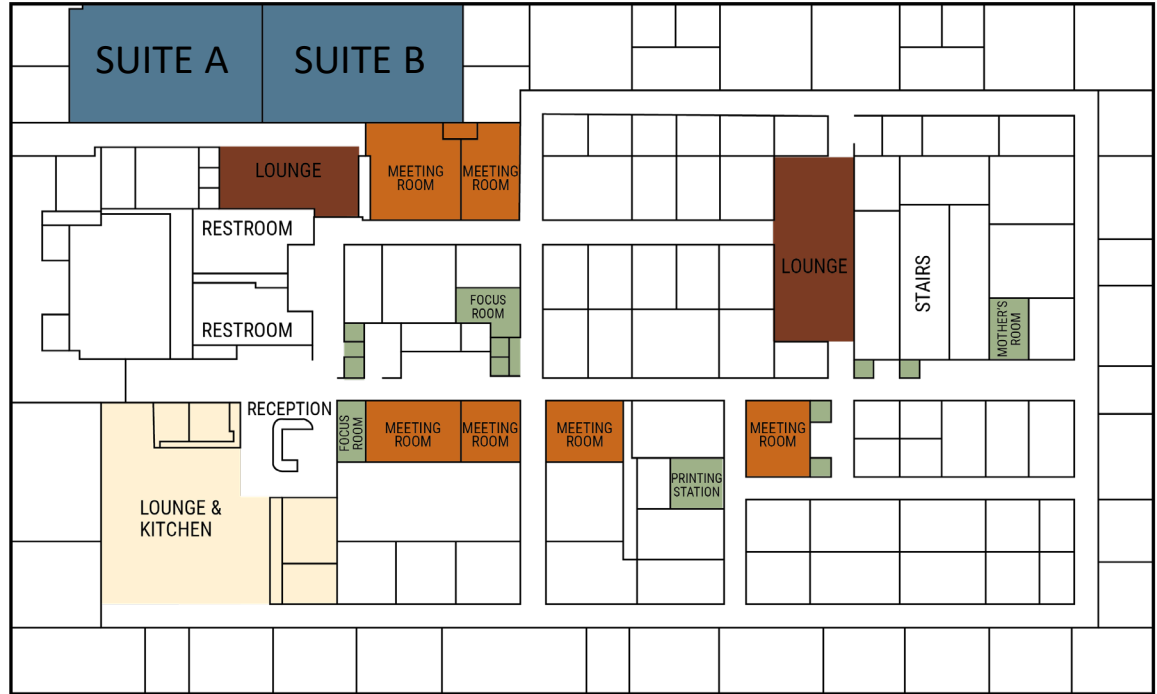 SUITE A
SUITE B
LOUNGE
MEETING
ROOM
MEETING
ROOM
RESTROOM
LOUNGE
STAIRS
FOCUS
ROOM
MOTHER'S
ROOM
RESTROOM
RECEPTION
FOCUS
ROOM
MEETING
ROOM
MEETING
ROOM
MEETING
ROOM
MEETING
ROOM
PRINTING
STATION
LOUNGE &
KITCHEN